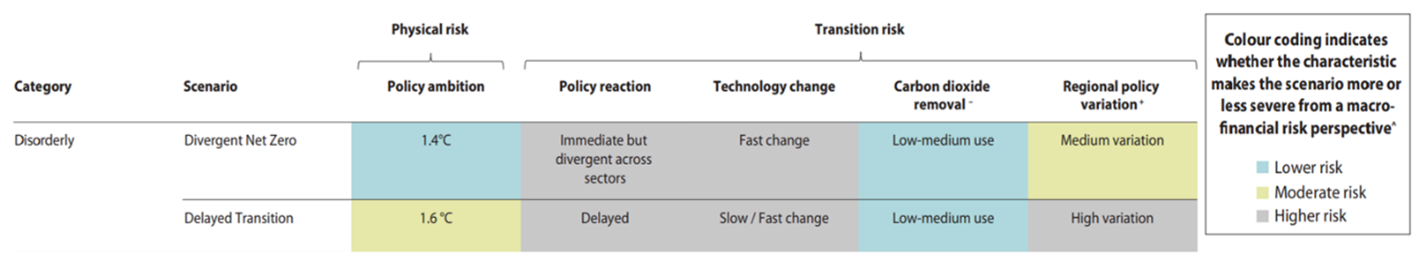 Physical risk
Transition risk
Category
Scenario
Policy ambition
Policy reaction
Technology change
Carbon dioxide
removal –
Regional policy
variation +
Disorderly
Divergent Net Zero
1.4°C
Immediate but
divergent across
sectors
Fast change
Low-medium use
Medium variation
Delayed Transition
1.6 °C
Delayed
Slow / Fast change
Low-medium use
High variation
Colour coding indicates
whether the characteristic
makes the scenario more or
less severe from a macro-
financial risk perspective^
Lower risk
Moderate risk
Higher risk